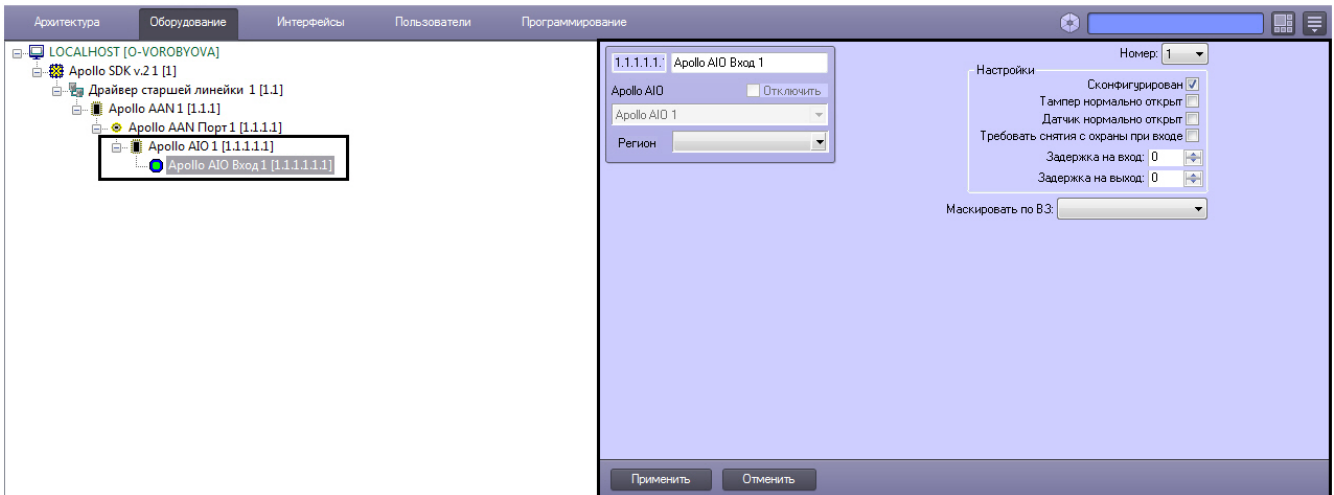 Архитектура Оборудование Интерфейсы Пользователи Программирование
LOCALHOST [O-VOROBYOVA]
Apollo SDK v.2 1 [1]
Драйвер старшей линейки 1 [1.1]
Apollo AAN 1 [1.1.1]
Apollo AAN Порт 1 [1.1.1.1]
Apollo AIO 1 [1.1.1.1.1]
Apollo AIO Вход 1 [1.1.1.1.1.1]
1.1.1.1.1. Apollo AIO Вход 1
Apollo AIO Отключить
Apollo AIO 1
Регион
Номер: 1
Настройки
Сконфигурирован
Тампер нормально открыт
Датчик нормально открыт
Требовать снятия с охраны при входе
Задержка на вход: 0
Задержка на выход: 0
Маскировать по ВЗ:
Применить Отменить